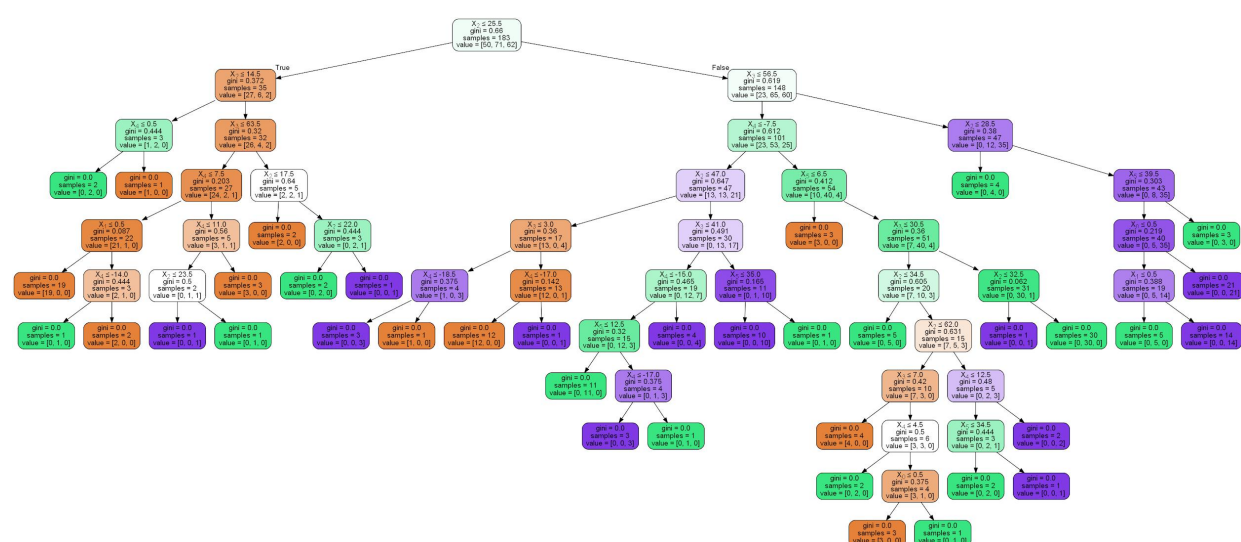 X ≤ 25.5
gini = 0.66
samples = 183
value = [50, 71, 62]
True
False
X ≤ 14.5
gini = 0.372
samples = 35
value = [27, 6, 2]
X ≤ 56.5
gini = 0.619
samples = 148
value = [23, 65, 60]
X ≤ 0.5
gini = 0.444
samples = 3
value = [1, 2, 0]
X ≤ 63.5
gini = 0.32
samples = 32
value = [26, 4, 2]
X ≤ -7.5
gini = 0.612
samples = 101
value = [23, 53, 25]
X ≤ 28.5
gini = 0.38
samples = 47
value = [0, 12, 35]
gini = 0.0
samples = 2
value = [0, 2, 0]
gini = 0.0
samples = 1
value = [1, 0, 0]
X ≤ 7.5
gini = 0.203
samples = 27
value = [24, 2, 1]
X ≤ 17.5
gini = 0.64
samples = 5
value = [2, 2, 1]
X ≤ 47.0
gini = 0.647
samples = 47
value = [13, 13, 21]
X ≤ 6.5
gini = 0.412
samples = 54
value = [10, 40, 4]
gini = 0.0
samples = 4
value = [0, 4, 0]
X ≤ 39.5
gini = 0.303
samples = 43
value = [0, 8, 35]
X ≤ 0.5
gini = 0.087
samples = 22
value = [21, 1, 0]
X ≤ 11.0
gini = 0.56
samples = 5
value = [3, 1, 1]
gini = 0.0
samples = 2
value = [2, 0, 0]
X ≤ 22.0
gini = 0.444
samples = 3
value = [0, 2, 1]
X ≤ 3.0
gini = 0.36
samples = 17
value = [13, 0, 4]
X ≤ 41.0
gini = 0.491
samples = 30
value = [0, 13, 17]
gini = 0.0
samples = 3
value = [3, 0, 0]
X ≤ 30.5
gini = 0.36
samples = 51
value = [7, 40, 4]
X ≤ 0.5
gini = 0.219
samples = 40
value = [0, 5, 35]
gini = 0.0
samples = 3
value = [0, 3, 0]
gini = 0.0
samples = 19
value = [19, 0, 0]
X ≤ -14.0
gini = 0.444
samples = 3
value = [2, 1, 0]
X ≤ 23.5
gini = 0.5
samples = 2
value = [0, 1, 1]
gini = 0.0
samples = 3
value = [3, 0, 0]
gini = 0.0
samples = 2
value = [0, 2, 0]
gini = 0.0
samples = 1
value = [0, 0, 1]
X ≤ -18.5
gini = 0.375
samples = 4
value = [1, 0, 3]
X ≤ -17.0
gini = 0.142
samples = 13
value = [12, 0, 1]
X ≤ -15.0
gini = 0.465
samples = 19
value = [0, 12, 7]
X ≤ 35.0
gini = 0.165
samples = 11
value = [0, 1, 10]
X ≤ 34.5
gini = 0.605
samples = 20
value = [7, 10, 3]
X ≤ 32.5
gini = 0.062
samples = 31
value = [0, 30, 1]
X ≤ 0.5
gini = 0.388
samples = 19
value = [0, 5, 14]
gini = 0.0
samples = 21
value = [0, 0, 21]
gini = 0.0
samples = 1
value = [0, 1, 0]
gini = 0.0
samples = 2
value = [2, 0, 0]
gini = 0.0
samples = 1
value = [0, 0, 1]
gini = 0.0
samples = 1
value = [0, 1, 0]
gini = 0.0
samples = 3
value = [0, 0, 3]
gini = 0.0
samples = 1
value = [1, 0, 0]
gini = 0.0
samples = 12
value = [12, 0, 0]
gini = 0.0
samples = 1
value = [0, 0, 1]
X ≤ 12.5
gini = 0.32
samples = 15
value = [0, 12, 3]
gini = 0.0
samples = 4
value = [0, 0, 4]
gini = 0.0
samples = 10
value = [0, 0, 10]
gini = 0.0
samples = 1
value = [0, 1, 0]
gini = 0.0
samples = 5
value = [0, 5, 0]
X ≤ 62.0
gini = 0.631
samples = 15
value = [7, 5, 3]
gini = 0.0
samples = 1
value = [0, 0, 1]
gini = 0.0
samples = 30
value = [0, 30, 0]
gini = 0.0
samples = 5
value = [0, 5, 0]
gini = 0.0
samples = 14
value = [0, 0, 14]
gini = 0.0
samples = 11
value = [0, 11, 0]
X ≤ -17.0
gini = 0.375
samples = 4
value = [0, 1, 3]
X ≤ 7.0
gini = 0.42
samples = 10
value = [7, 3, 0]
X ≤ 12.5
gini = 0.48
samples = 5
value = [0, 2, 3]
gini = 0.0
samples = 3
value = [0, 0, 3]
gini = 0.0
samples = 1
value = [0, 1, 0]
gini = 0.0
samples = 4
value = [4, 0, 0]
X ≤ 4.5
gini = 0.5
samples = 6
value = [3, 3, 0]
X ≤ 34.5
gini = 0.444
samples = 3
value = [0, 2, 1]
gini = 0.0
samples = 2
value = [0, 0, 2]
gini = 0.0
samples = 2
value = [0, 2, 0]
X ≤ 0.5
gini = 0.375
samples = 4
value = [3, 1, 0]
gini = 0.0
samples = 2
value = [0, 2, 0]
gini = 0.0
samples = 1
value = [0, 0, 1]
gini = 0.0
samples = 3
value = [3, 0, 0]
gini = 0.0
samples = 1
value = [0, 1, 0]